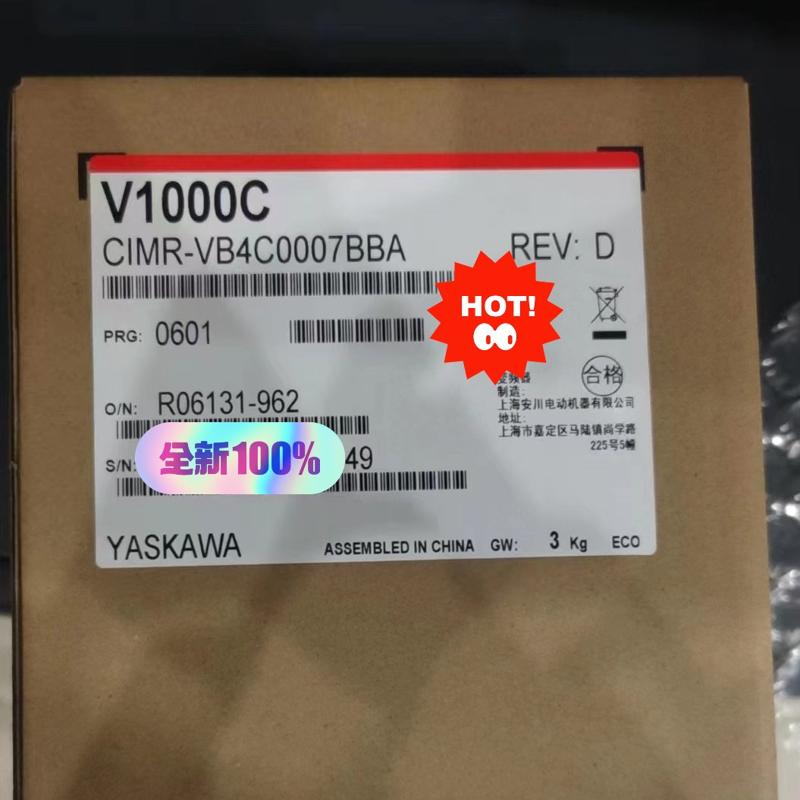 V1000C
CIMR-VB4C0007BBA REV: D
HOT!
PRG: 0601
变频器
合格
制造:
上海安川电动机器有限公司
地址:
上海市嘉定区马陆镇尚学路
225号5幢
O/N: R06131-962
S/N: 全新100% 49
YASKAWA ASSEMBLED IN CHINA GW: 3 Kg ECO